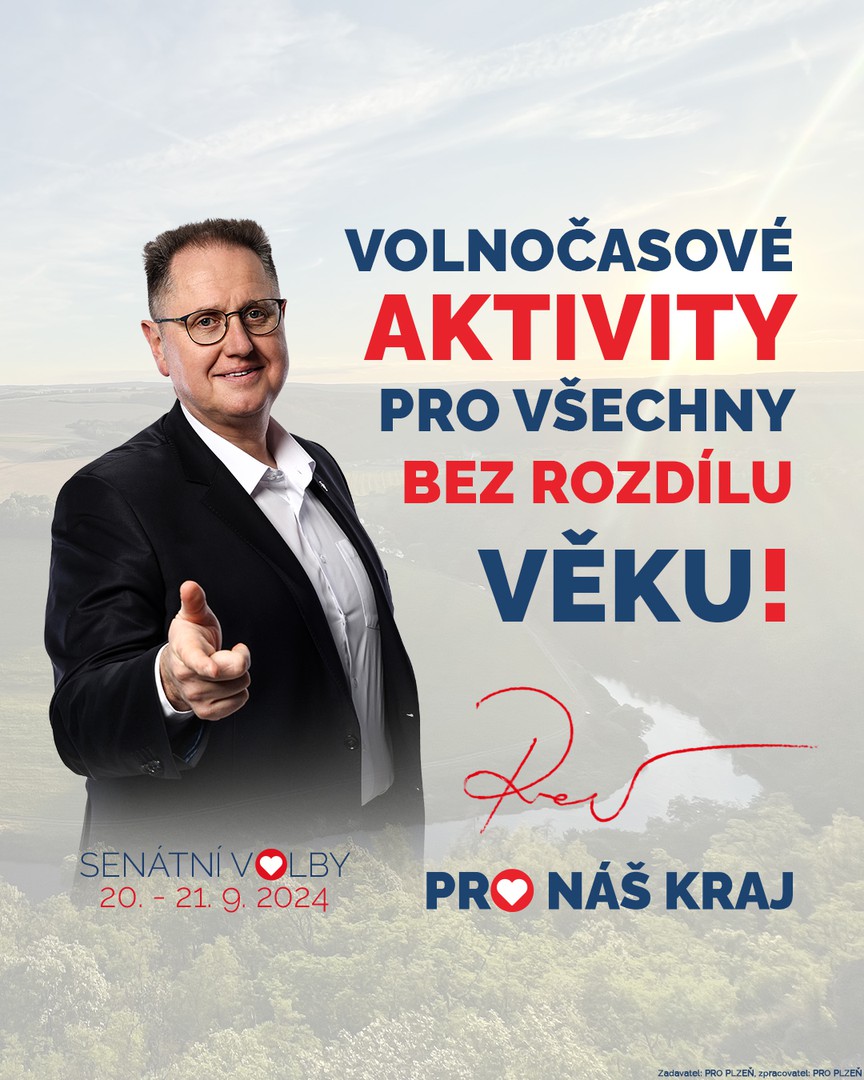 VOLNOČASOVÉ
AKTIVITY
PRO VŠECHNY
BEZ ROZDÍLU
VĚKU!
SENÁTNÍ VOLBY
20. - 21. 9. 2024
PRO NÁŠ KRAJ
Zadavatel: PRO PLZEŇ, zpracovatel: PRO PLZEŇ